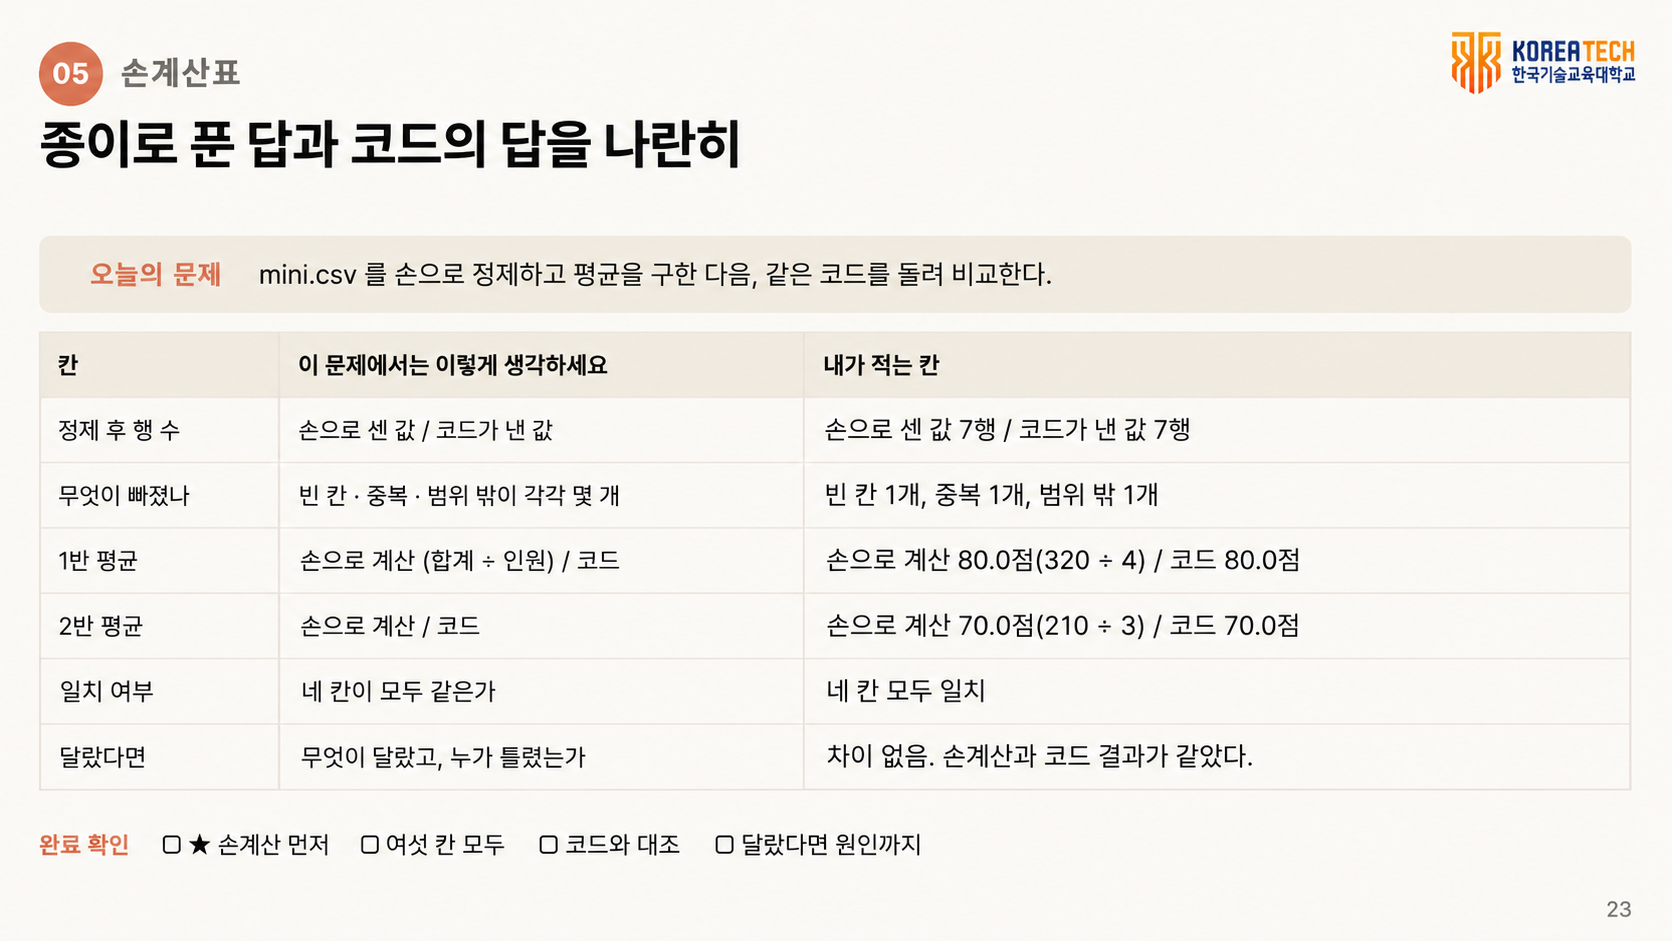 05 손계산표
KOREATECH
한국기술교육대학교
종이로 푼 답과 코드의 답을 나란히
오늘의 문제 mini.csv 를 손으로 정제하고 평균을 구한 다음, 같은 코드를 돌려 비교한다.
칸 이 문제에서는 이렇게 생각하세요 내가 적는 칸
정제 후 행 수 손으로 센 값 / 코드가 낸 값 손으로 센 값 7행 / 코드가 낸 값 7행
무엇이 빠졌나 빈 칸 · 중복 · 범위 밖이 각각 몇 개 빈 칸 1개, 중복 1개, 범위 밖 1개
1반 평균 손으로 계산 (합계 ÷ 인원) / 코드 손으로 계산 80.0점(320 ÷ 4) / 코드 80.0점
2반 평균 손으로 계산 / 코드 손으로 계산 70.0점(210 ÷ 3) / 코드 70.0점
일치 여부 네 칸이 모두 같은가 네 칸 모두 일치
달랐다면 무엇이 달랐고, 누가 틀렸는가 차이 없음. 손계산과 코드 결과가 같았다.
완료 확인 ☐ ★ 손계산 먼저 ☐ 여섯 칸 모두 ☐ 코드와 대조 ☐ 달랐다면 원인까지
23